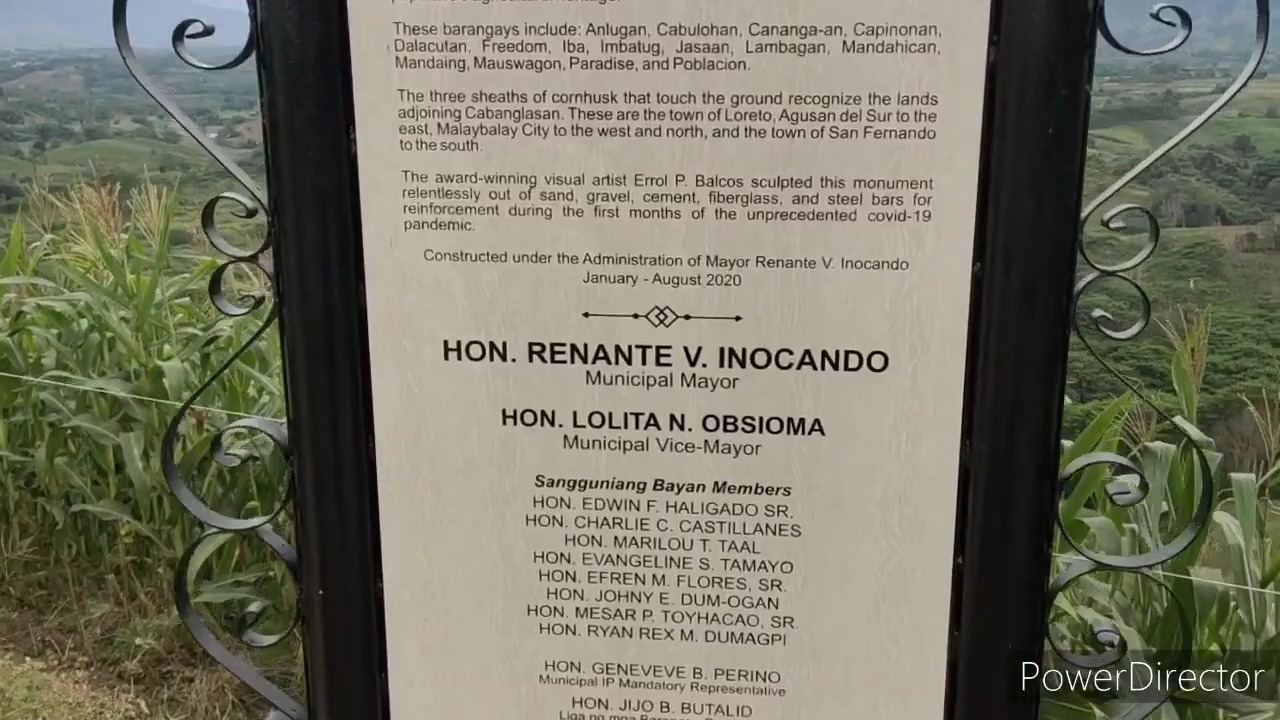 These barangays include: Anlugan, Cabulohan, Cananga-an, Capinonan,
Dalacutan, Freedom, Iba, Imbatug, Jasaan, Lambagan, Mandahican,
Mandaing, Mauswagon, Paradise, and Poblacion.
The three sheaths of cornhusk that touch the ground recognize the lands
adjoining Cabanglasan. These are the town of Loreto, Agusan del Sur to the
east, Malaybalay City to the west and north, and the town of San Fernando
to the south.
The award-winning visual artist Errol P. Balcos sculpted this monument
relentlessly out of sand, gravel, cement, fiberglass, and steel bars for
reinforcement during the first months of the unprecedented covid-19
pandemic.
Constructed under the Administration of Mayor Renante V. Inocando
January - August 2020
HON. RENANTE V. INOCANDO
Municipal Mayor
HON. LOLITA N. OBSIOMA
Municipal Vice-Mayor
Sangguniang Bayan Members
HON. EDWIN F. HALIGADO SR.
HON. CHARLIE C. CASTILLANES
HON. MARILOU T. TAAL
HON. EVANGELINE S. TAMAYO
HON. EFREN M. FLORES, SR.
HON. JOHNY E. DUM-OGAN
HON. MESAR P. TOYHACAO, SR.
HON. RYAN REX M. DUMAGPI
HON. GENEVEVE B. PERINO
Municipal IP Mandatory Representative
HON. JIJO B. BUTALID
PowerDirector